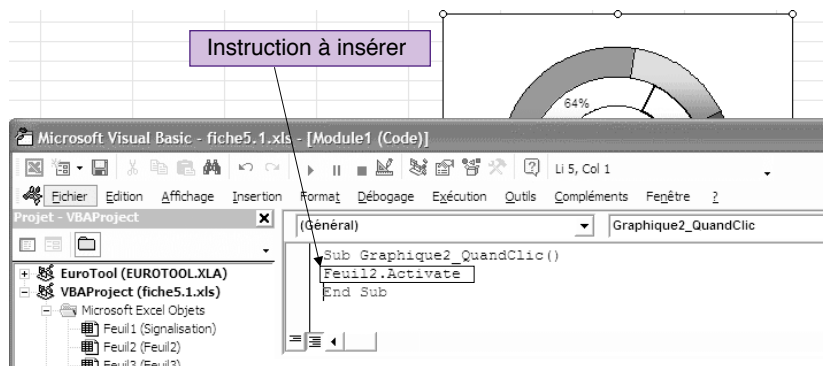 Instruction à insérer
64%
Microsoft Visual Basic - fiche5.1.xls - [Module1 (Code)]
Li 5, Col 1
Fichier Edition Affichage Insertion Format Débogage Exécution Outils Compléments Fenêtre ?
Projet - VBAProject
(Général) Graphique2_QuandClic
Sub Graphique2_QuandClic()
Feuil2.Activate
End Sub
EuroTool (EUROTOOL.XLA)
VBAProject (fiche5.1.xls)
Microsoft Excel Objets
Feuil1 (Signalisation)
Feuil2 (Feuil2)
Feuil3 (Feuil3)